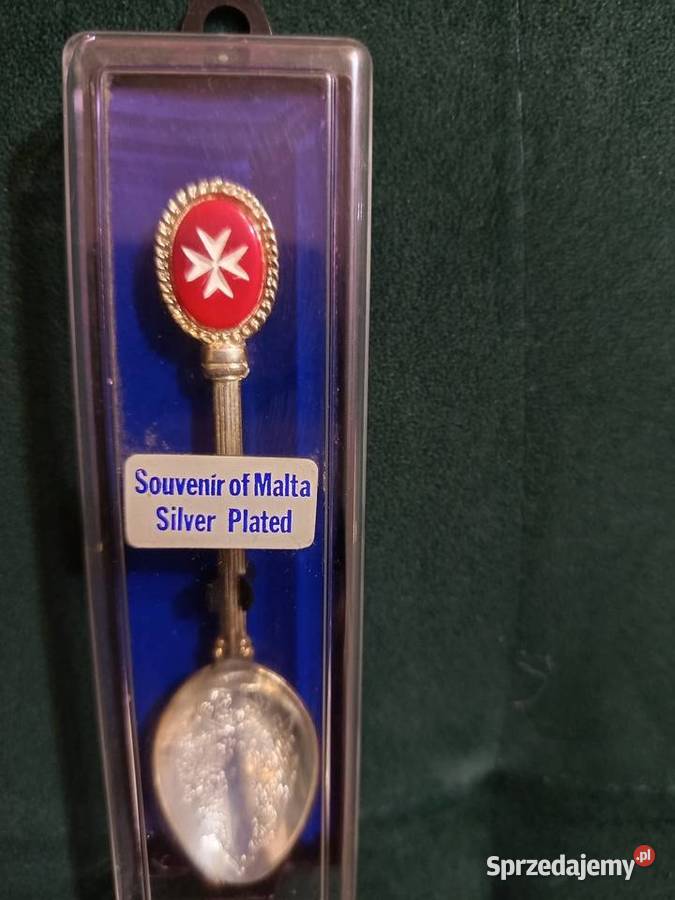 Souvenir of Malta
Silver Plated
Sprzedajemy.pl